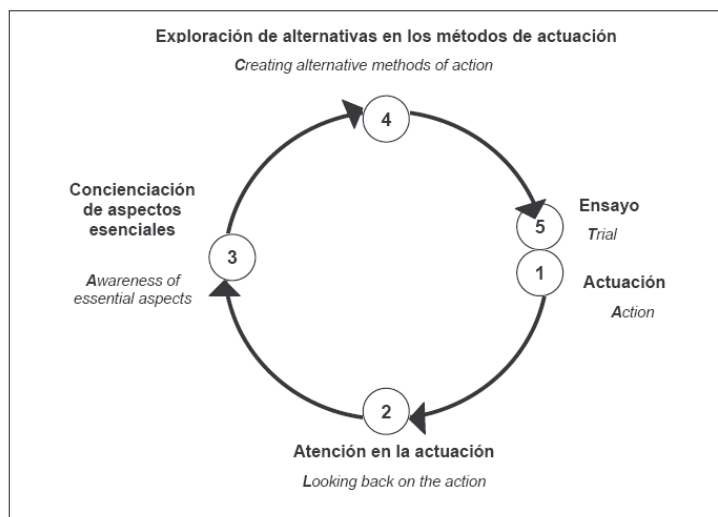 Exploración de alternativas en los métodos de actuación
Creating alternative methods of action
4
Concienciación
de aspectos
esenciales
3
Awareness of
essential aspects
Ensayo
5
Trial
1
Actuación
Action
2
Atención en la actuación
Looking back on the action